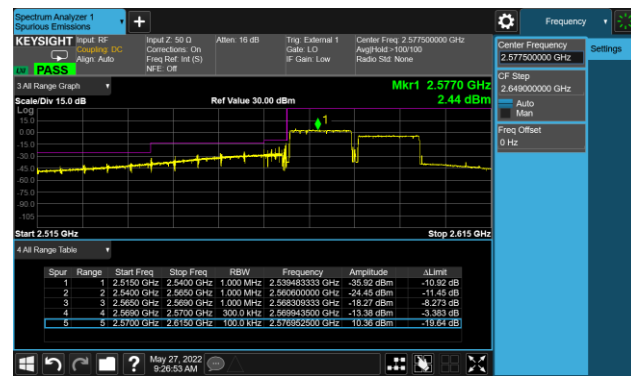 Spectrum Analyzer 1
Spurious Emissions
Frequency
KEYSIGHT
Input: RF
Coupling: DC
Align: Auto
Input Z: 50 Ω
Corrections: On
Freq Ref: Int (S)
NFE: Off
Atten: 16 dB
Trig: External 1
Gate: LO
IF Gain: Low
Center Freq: 2.577500000 GHz
Avg|Hold:>100/100
Radio Std: None
LXI
PASS
Center Frequency
2.577500000 GHz
Settings
CF Step
2.649000000 GHz
Auto
Man
Freq Offset
0 Hz
3 All Range Graph
Mkr1 2.5770 GHz
2.44 dBm
Scale/Div 15.0 dB
Ref Value 30.00 dBm
Log
15.0
0.00
-15.0
-30.0
-45.0
-60.0
-75.0
-90.0
-105
1
Start 2.515 GHz
Stop 2.615 GHz
4 All Range Table
Spur Range Start Freq Stop Freq RBW Frequency Amplitude ΔLimit
1 1 2.5150 GHz 2.5400 GHz 1.000 MHz 2.539483333 GHz -35.92 dBm -10.92 dB
2 2 2.5400 GHz 2.5650 GHz 1.000 MHz 2.560600000 GHz -24.45 dBm -11.45 dB
3 3 2.5650 GHz 2.5690 GHz 1.000 MHz 2.568309333 GHz -18.27 dBm -8.273 dB
4 4 2.5690 GHz 2.5700 GHz 300.0 kHz 2.569943500 GHz -13.38 dBm -3.383 dB
5 5 2.5700 GHz 2.6150 GHz 100.0 kHz 2.576952500 GHz 10.36 dBm -19.64 dB
?
May 27, 2022
9:26:53 AM